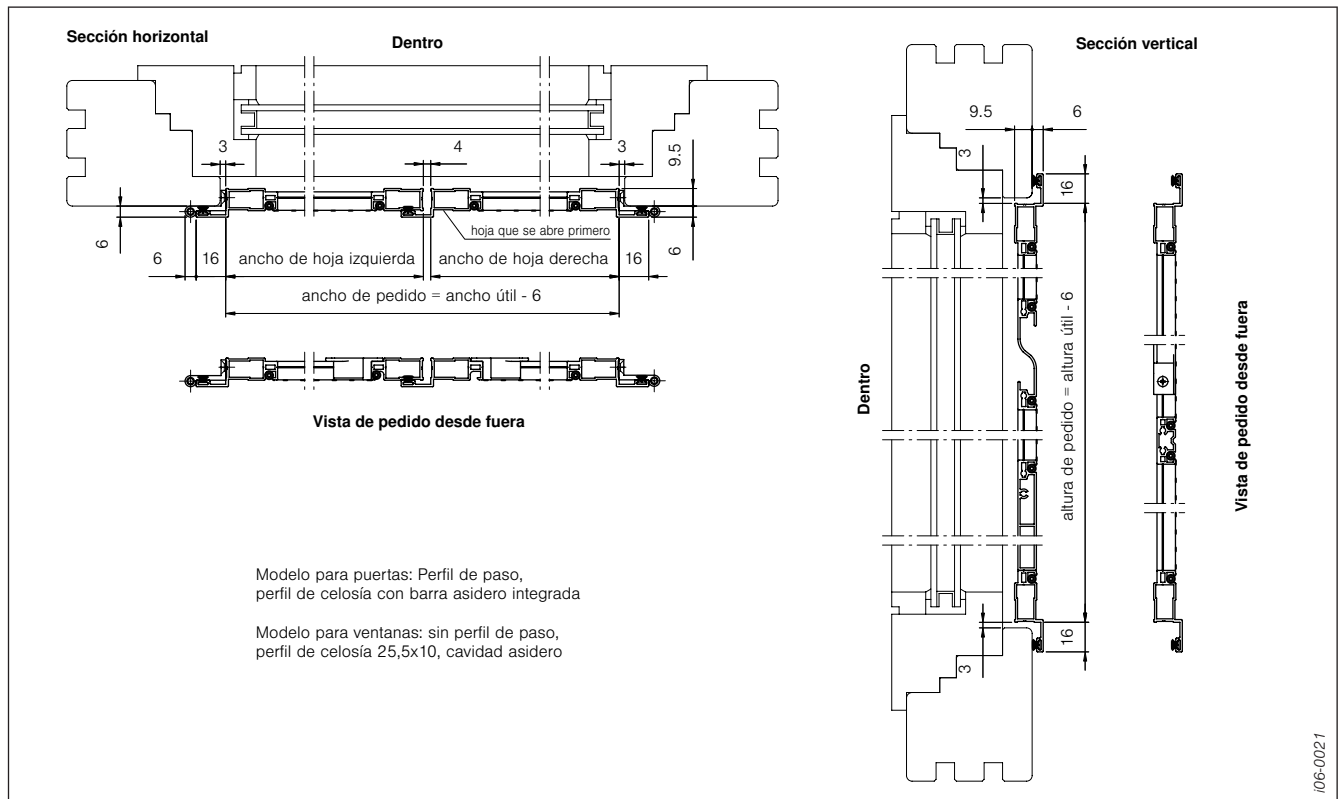 Sección horizontal
Dentro
3
4
3
9.5
hoja que se abre primero
6
6
16
ancho de hoja izquierda
ancho de hoja derecha
16
6
ancho de pedido = ancho útil - 6
Vista de pedido desde fuera
Modelo para puertas: Perfil de paso,
perfil de celosía con barra asidero integrada
Modelo para ventanas: sin perfil de paso,
perfil de celosía 25,5x10, cavidad asidero
Sección vertical
9.5
6
3
16
Dentro
altura de pedido = altura útil - 6
Vista de pedido desde fuera
3
16
i06-0021